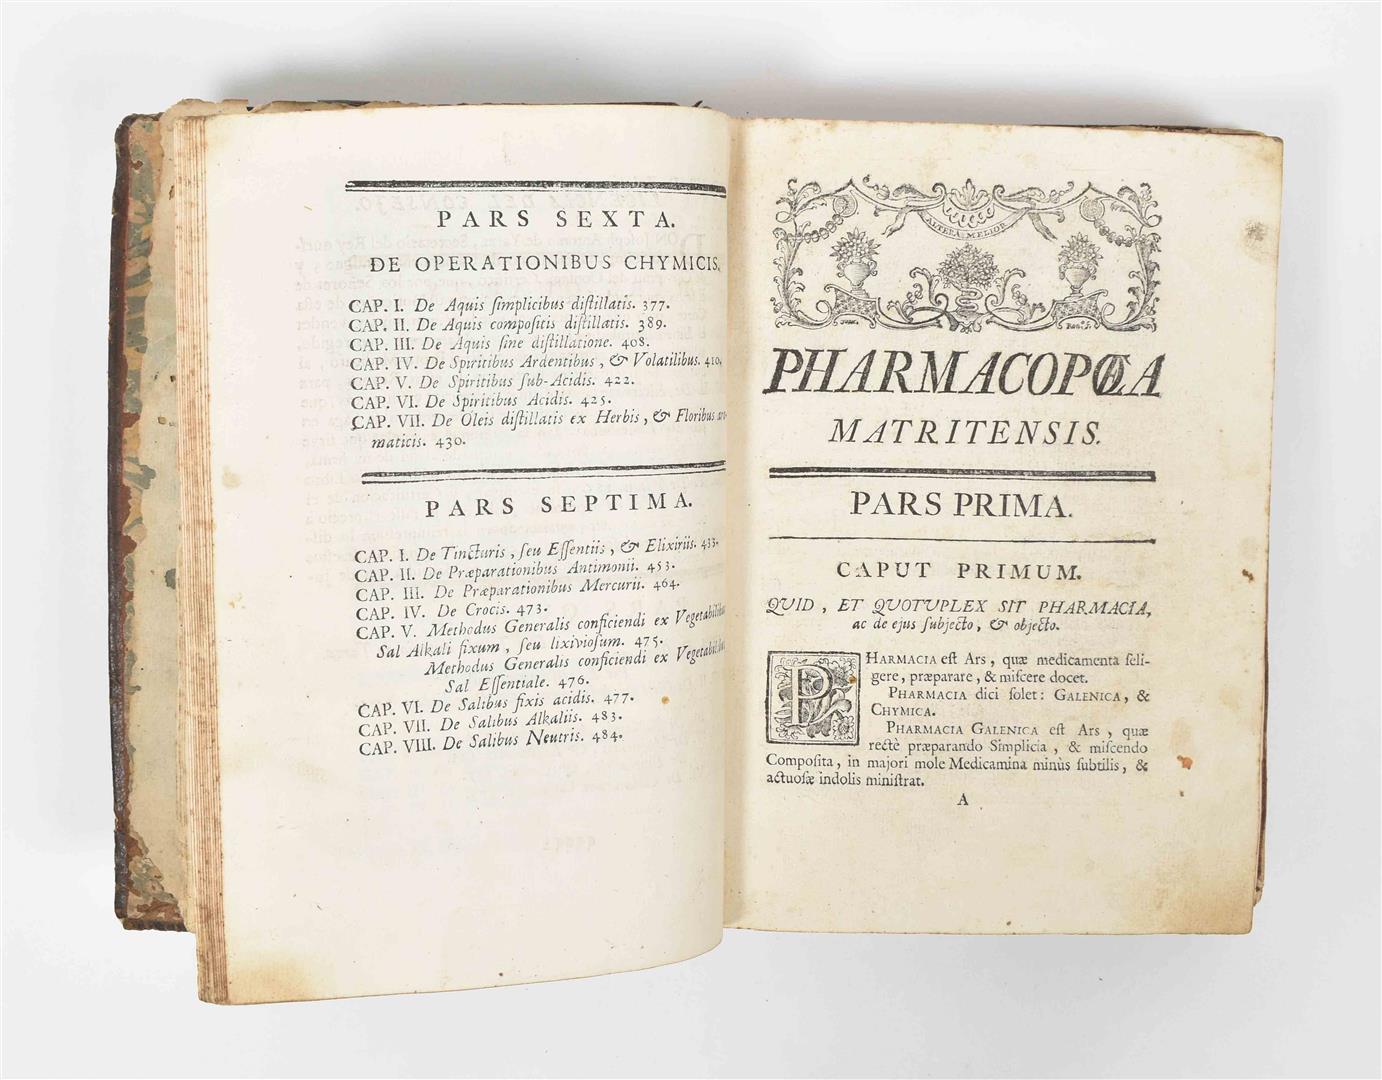 PARS SEXTA.
DE OPERATIONIBUS CHYMICIS.
CAP. I. De Aquis ſimplicibus diſtillatis. 377.
CAP. II. De Aquis compoſitis diſtillatis. 389.
CAP. III. De Aquis ſine diſtillatione. 408.
CAP. IV. De Spiritibus Ardentibus, & Volatilibus. 410.
CAP. V. De Spiritibus ſub-Acidis. 422.
CAP. VI. De Spiritibus Acidis. 425.
CAP. VII. De Oleis diſtillatis ex Herbis, & Floribus aro-
maticis. 430.
PARS SEPTIMA.
CAP. I. De Tincturis, ſeu Eſſentiis, & Elixiriis. 433.
CAP. II. De Præparationibus Antimonii. 453.
CAP. III. De Præparationibus Mercurii. 464.
CAP. IV. De Crocis. 473.
CAP. V. Methodus Generalis conficiendi ex Vegetabilibus
Sal Alkali fixum, ſeu lixivioſum. 475.
Methodus Generalis conficiendi ex Vegetabilibus
Sal Eſſentiale. 476.
CAP. VI. De Salibus fixis acidis. 477.
CAP. VII. De Salibus Alkaliis. 483.
CAP. VIII. De Salibus Neutris. 484.
ALTERA MELIOR
PHARMACOPŒA
MATRITENSIS.
PARS PRIMA.
CAPUT PRIMUM.
QVID, ET QVOTVPLEX SIT PHARMACIA,
ac de ejus ſubjecto, & objecto.
PHARMACIA eſt Ars, quæ medicamenta ſeli-
gere, præparare, & miſcere docet.
PHARMACIA dici ſolet: GALENICA, &
CHYMICA.
PHARMACIA GALENICA eſt Ars, quæ
rectè præparando Simplicia, & miſcendo
Compoſita, in majori mole Medicamina minùs ſubtilis, &
actuoſæ indolis miniſtrat.
A